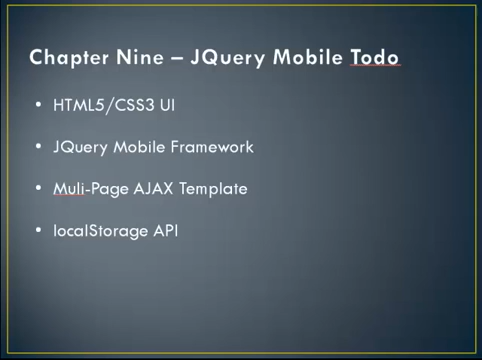 Chapter Nine – JQuery Mobile Todo
• HTML5/CSS3 UI
• JQuery Mobile Framework
• Muli-Page AJAX Template
• localStorage API